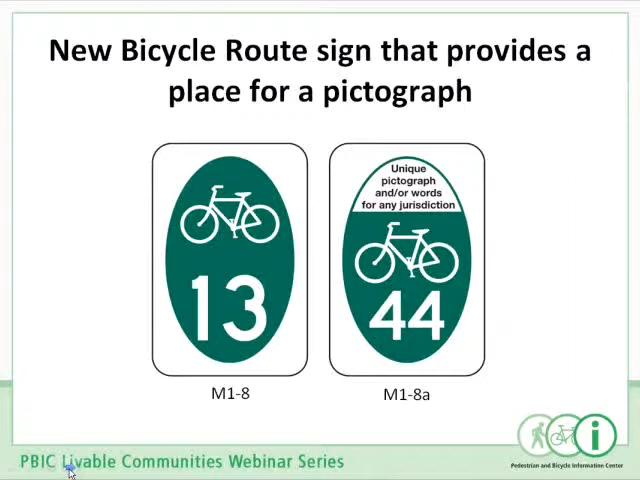 New Bicycle Route sign that provides a
place for a pictograph
13
M1-8
Unique
pictograph
and/or words
for any jurisdiction
44
M1-8a
PBIC Livable Communities Webinar Series
i
Pedestrian and Bicycle Information Center